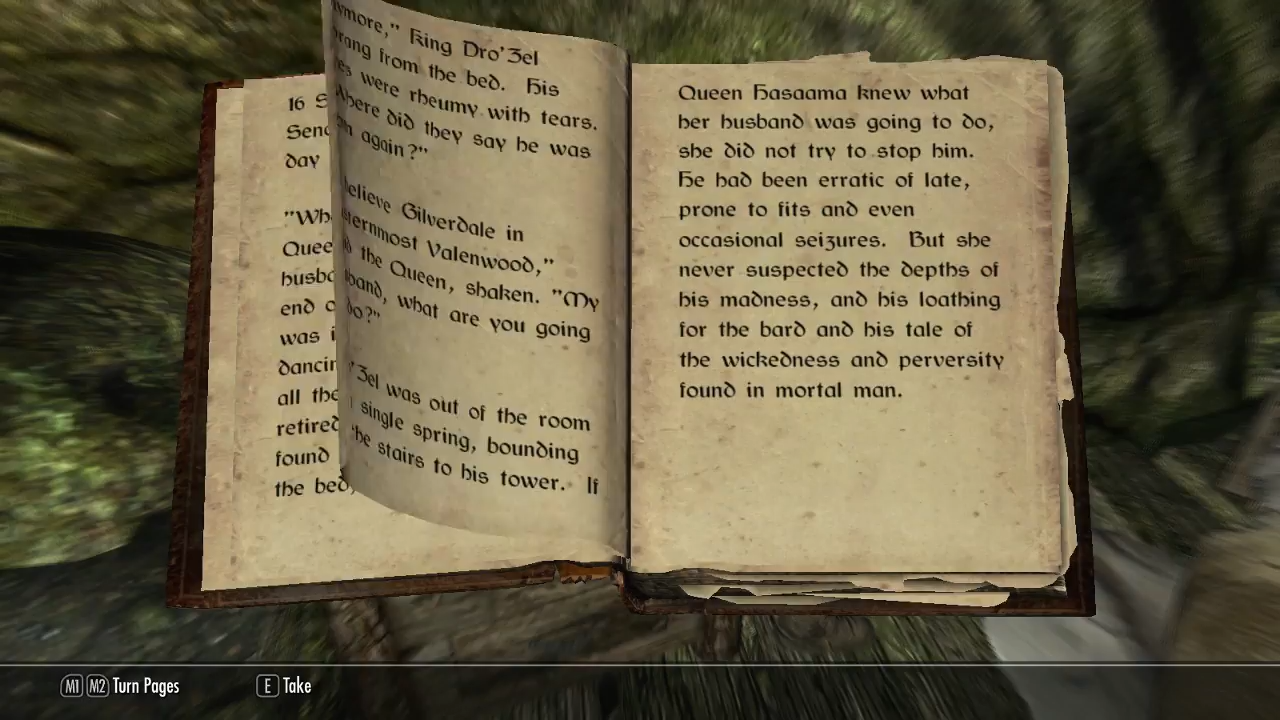 16 S
Send
day
"Wh
Quee
husba
end o
was i
dancin
all the
retired
found
the bed,
ymore," King Dro'Zel
rang from the bed. His
es were rheumy with tears.
Where did they say he was
again?"
elieve Gilverdale in
sternmost Valenwood,"
the Queen, shaken. "My
band, what are you going
do?"
'Zel was out of the room
single spring, bounding
the stairs to his tower. If
Queen Hasaama knew what
her husband was going to do,
she did not try to stop him.
He had been erratic of late,
prone to fits and even
occasional seizures. But she
never suspected the depths of
his madness, and his loathing
for the bard and his tale of
the wickedness and perversity
found in mortal man.
M1 M2 Turn Pages
E Take